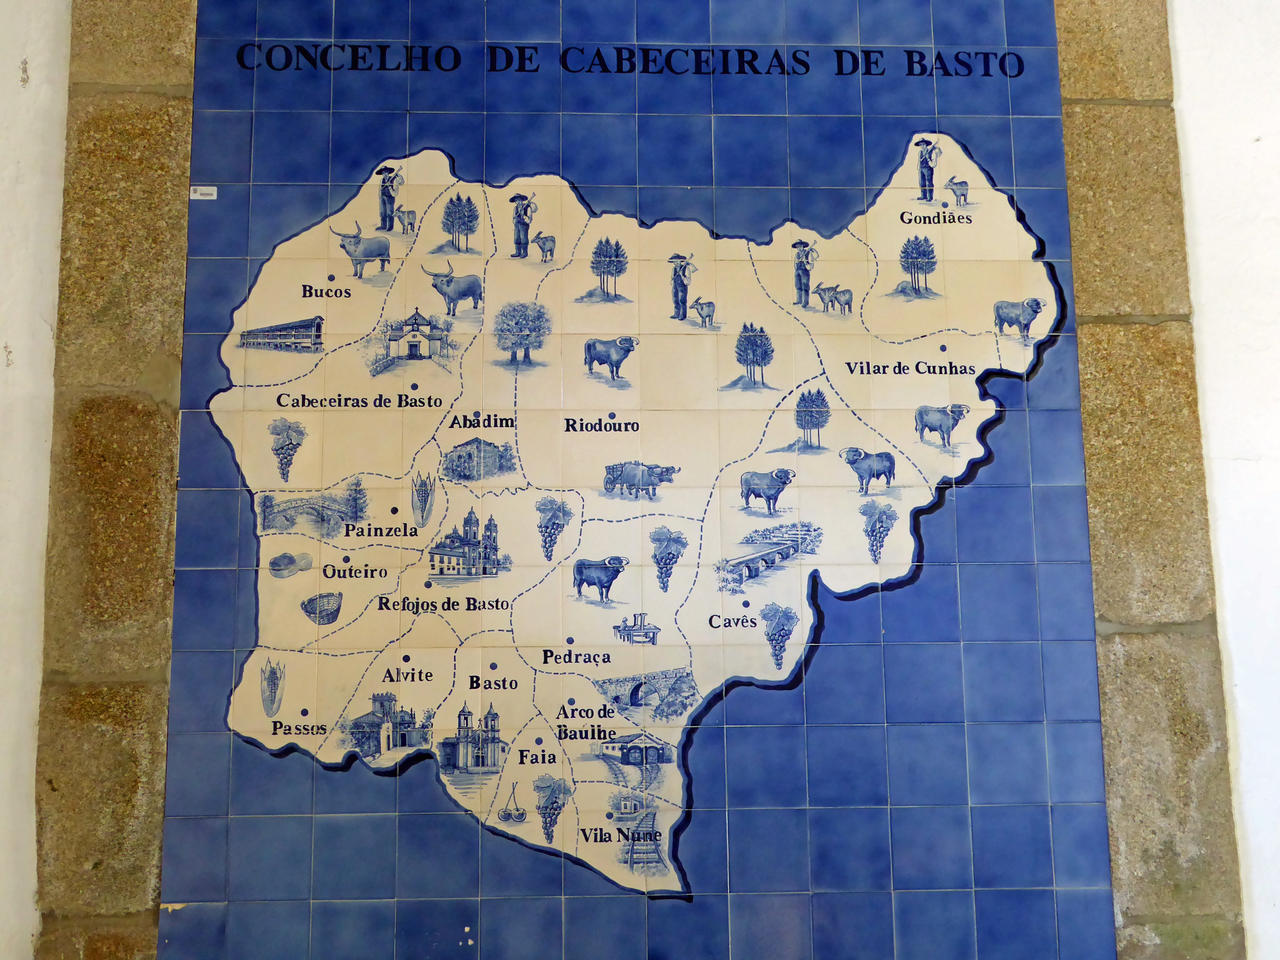 CONCELHO DE CABECEIRAS DE BASTO
Gondiães
Bucos
Vilar de Cunhas
Cabeceiras de Basto
Abadim
Riodouro
Painzela
Outeiro
Refojos de Basto
Cavês
Pedraça
Alvite
Basto
Arco de
Baúlhe
Passos
Faia
Vila Nune